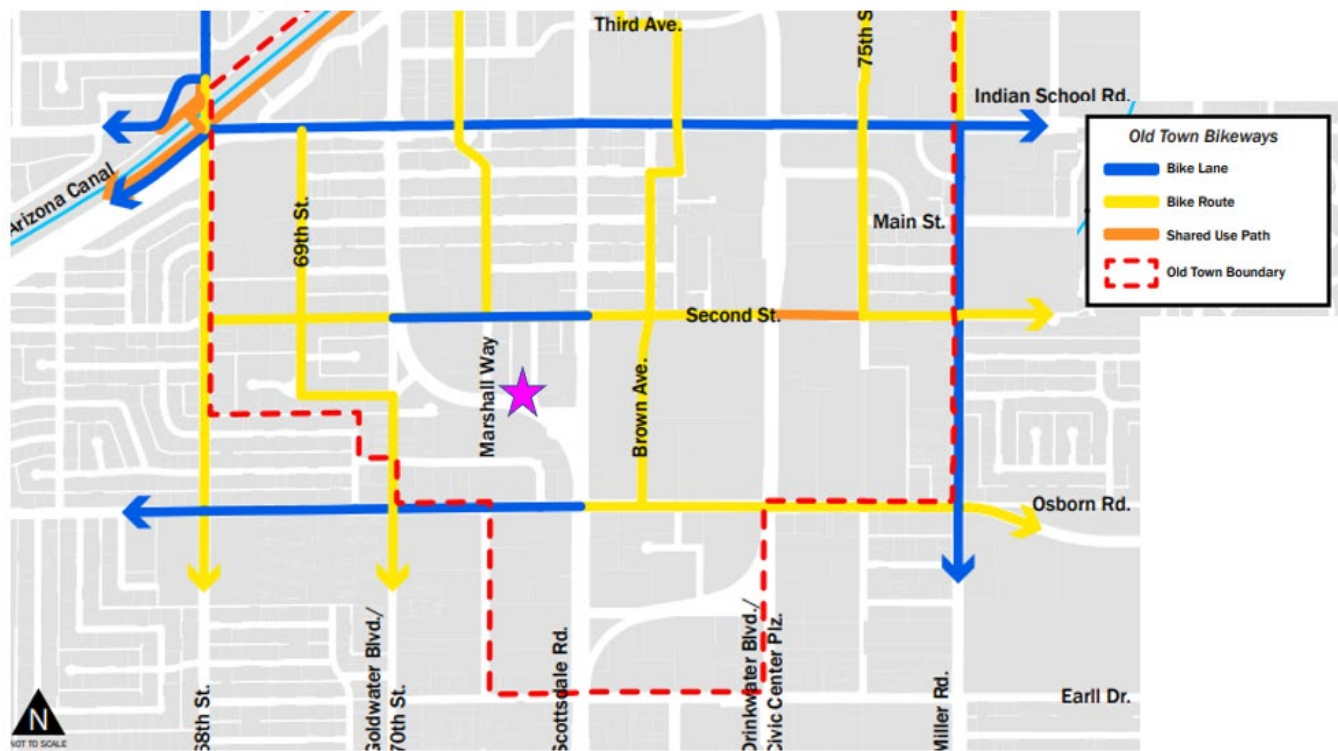 Third Ave.
75th S
Indian School Rd.
Old Town Bikeways
Bike Lane
Bike Route
Shared Use Path
Old Town Boundary
Arizona Canal
69th St.
Main St.
Second St.
Marshall Way
Brown Ave.
Osborn Rd.
68th St.
Goldwater Blvd./
70th St.
Scottsdale Rd.
Drinkwater Blvd./
Civic Center Plz.
Miller Rd.
Earll Dr.
N
NOT TO SCALE